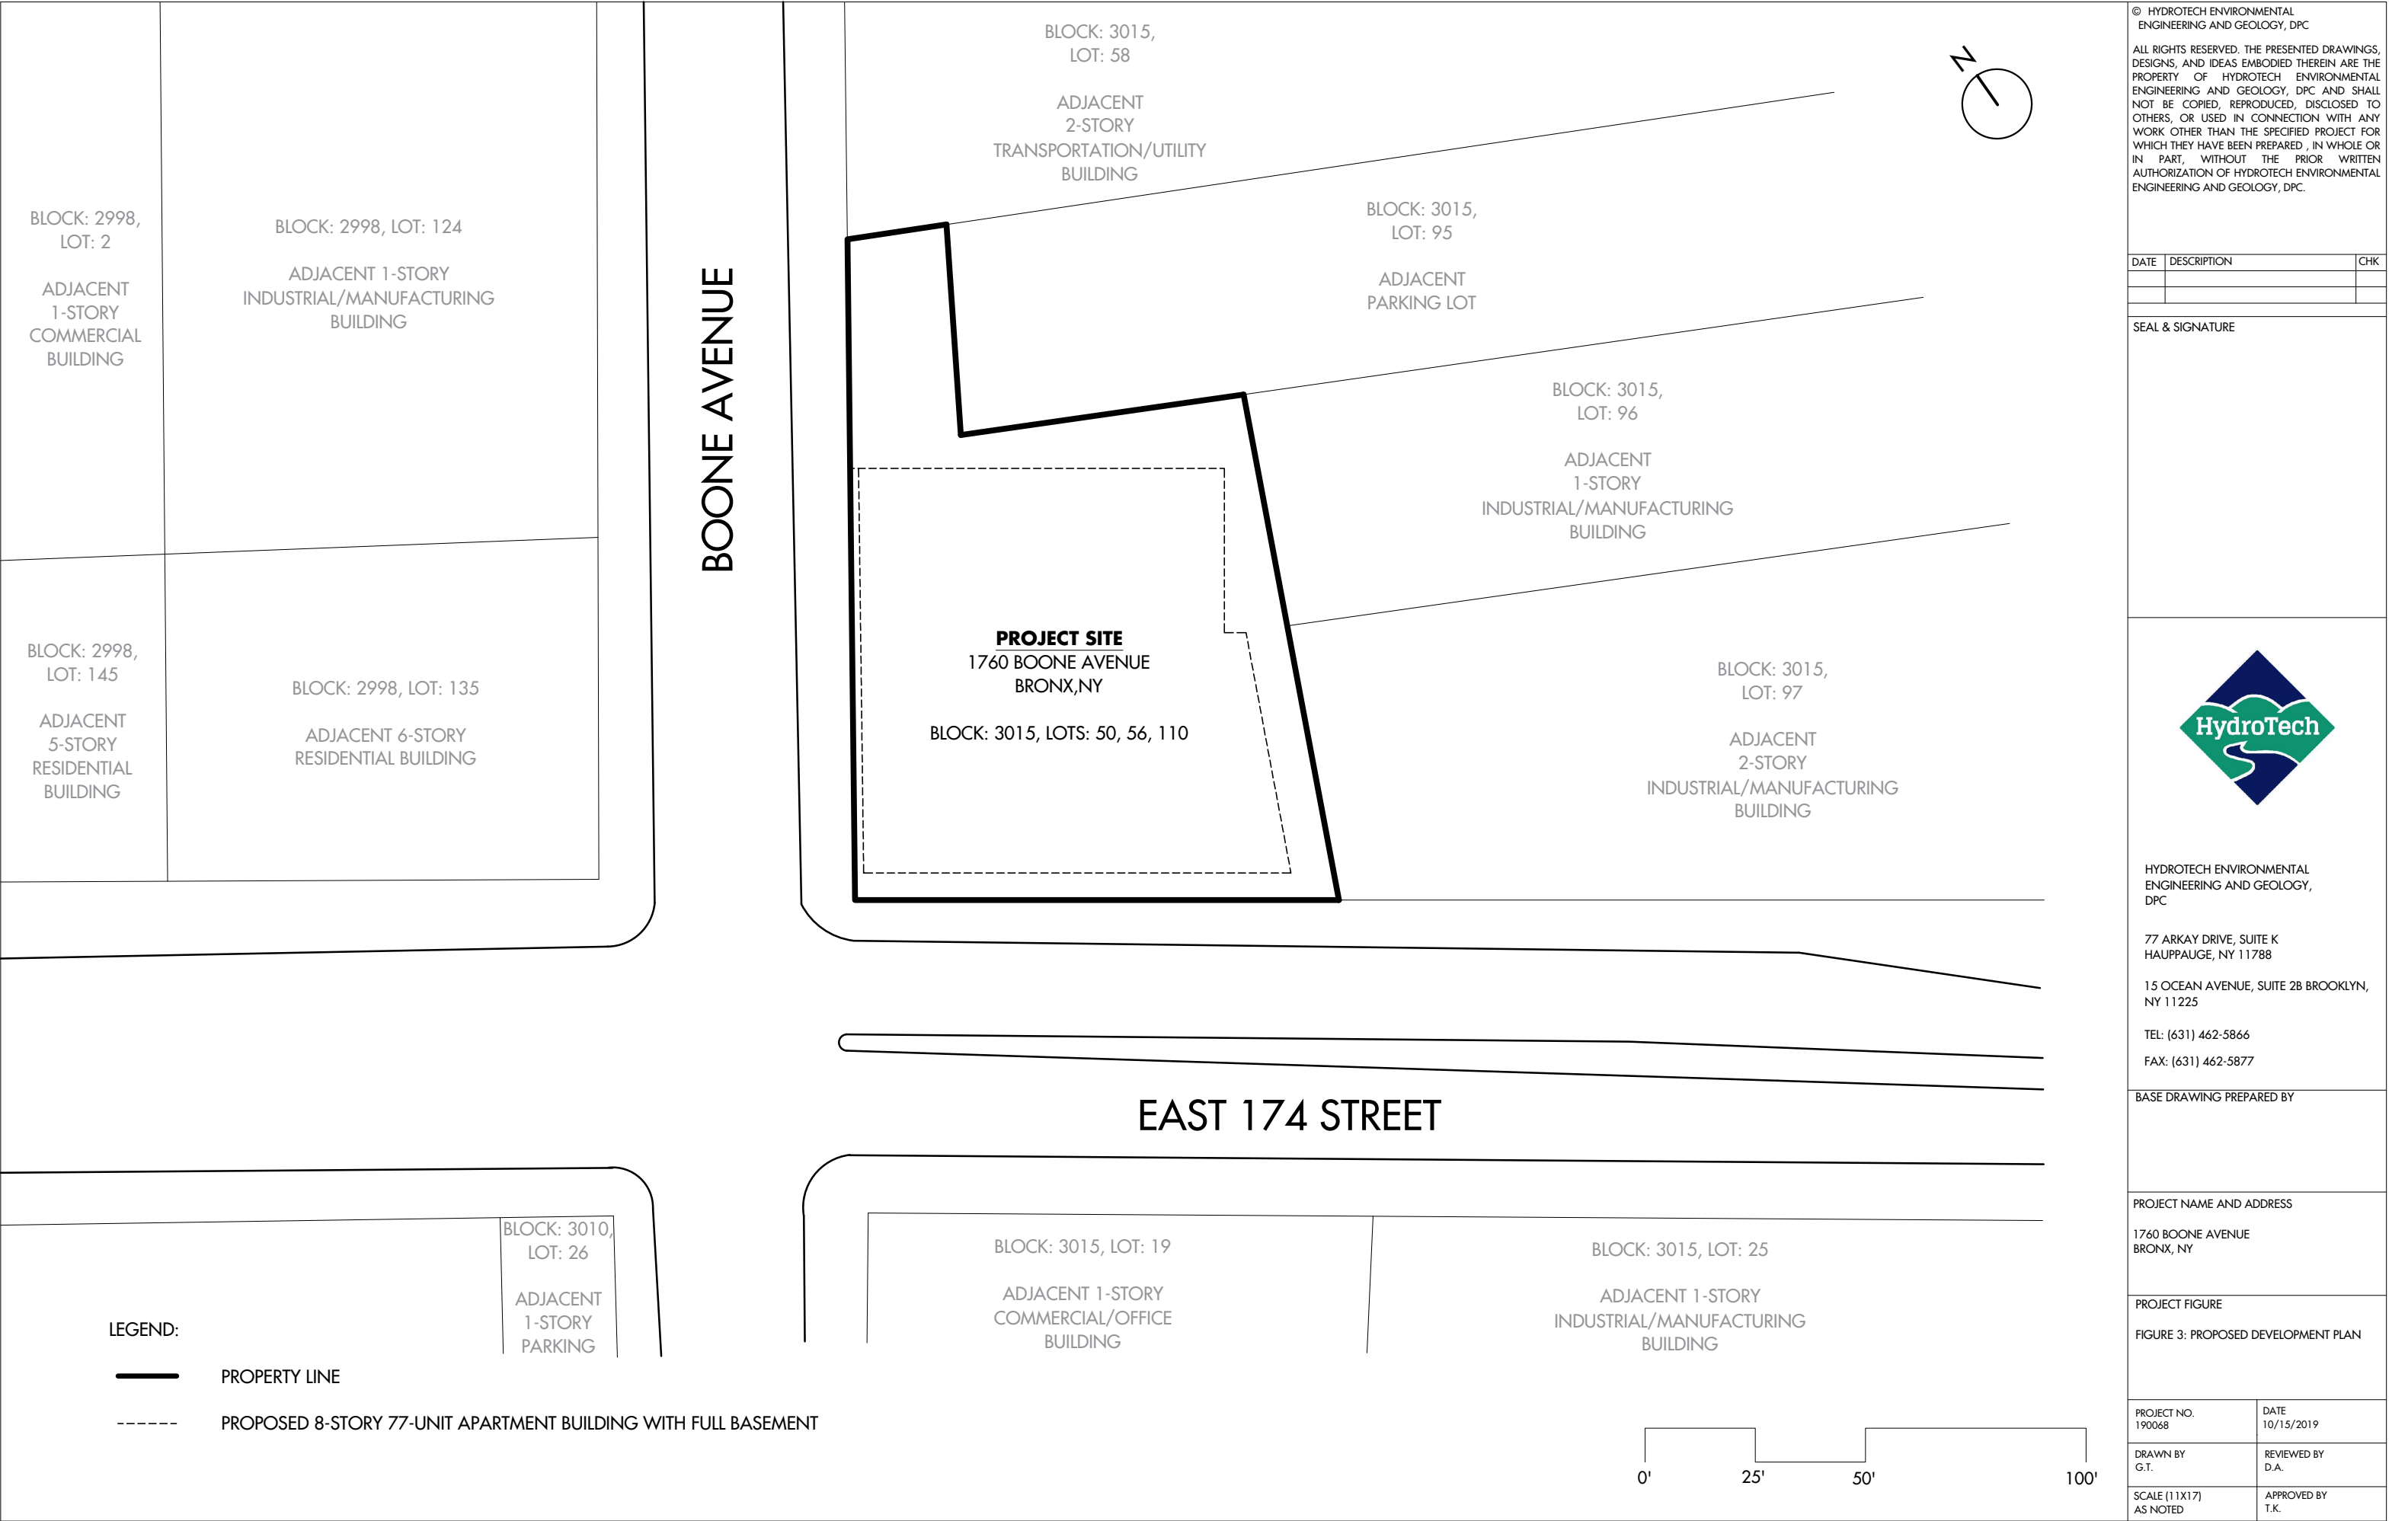 BLOCK: 3015,
LOT: 58
ADJACENT
2-STORY
TRANSPORTATION/UTILITY
BUILDING
N
BLOCK: 2998,
LOT: 2
ADJACENT
1-STORY
COMMERCIAL
BUILDING
BLOCK: 2998, LOT: 124
ADJACENT 1-STORY
INDUSTRIAL/MANUFACTURING
BUILDING
BOONE AVENUE
BLOCK: 3015,
LOT: 95
ADJACENT
PARKING LOT
BLOCK: 3015,
LOT: 96
ADJACENT
1-STORY
INDUSTRIAL/MANUFACTURING
BUILDING
BLOCK: 2998,
LOT: 145
ADJACENT
5-STORY
RESIDENTIAL
BUILDING
BLOCK: 2998, LOT: 135
ADJACENT 6-STORY
RESIDENTIAL BUILDING
PROJECT SITE
1760 BOONE AVENUE
BRONX,NY
BLOCK: 3015, LOTS: 50, 56, 110
BLOCK: 3015,
LOT: 97
ADJACENT
2-STORY
INDUSTRIAL/MANUFACTURING
BUILDING
EAST 174 STREET
BLOCK: 3010,
LOT: 26
ADJACENT
1-STORY
PARKING
BLOCK: 3015, LOT: 19
ADJACENT 1-STORY
COMMERCIAL/OFFICE
BUILDING
BLOCK: 3015, LOT: 25
ADJACENT 1-STORY
INDUSTRIAL/MANUFACTURING
BUILDING
LEGEND:
PROPERTY LINE
PROPOSED 8-STORY 77-UNIT APARTMENT BUILDING WITH FULL BASEMENT
0' 25' 50' 100'
© HYDROTECH ENVIRONMENTAL
ENGINEERING AND GEOLOGY, DPC
ALL RIGHTS RESERVED. THE PRESENTED DRAWINGS,
DESIGNS, AND IDEAS EMBODIED THEREIN ARE THE
PROPERTY OF HYDROTECH ENVIRONMENTAL
ENGINEERING AND GEOLOGY, DPC AND SHALL
NOT BE COPIED, REPRODUCED, DISCLOSED TO
OTHERS, OR USED IN CONNECTION WITH ANY
WORK OTHER THAN THE SPECIFIED PROJECT FOR
WHICH THEY HAVE BEEN PREPARED , IN WHOLE OR
IN PART, WITHOUT THE PRIOR WRITTEN
AUTHORIZATION OF HYDROTECH ENVIRONMENTAL
ENGINEERING AND GEOLOGY, DPC.
DATE DESCRIPTION CHK
SEAL & SIGNATURE
HydroTech
HYDROTECH ENVIRONMENTAL
ENGINEERING AND GEOLOGY,
DPC
77 ARKAY DRIVE, SUITE K
HAUPPAUGE, NY 11788
15 OCEAN AVENUE, SUITE 2B BROOKLYN,
NY 11225
TEL: (631) 462-5866
FAX: (631) 462-5877
BASE DRAWING PREPARED BY
PROJECT NAME AND ADDRESS
1760 BOONE AVENUE
BRONX, NY
PROJECT FIGURE
FIGURE 3: PROPOSED DEVELOPMENT PLAN
PROJECT NO.
190068
DATE
10/15/2019
DRAWN BY
G.T.
REVIEWED BY
D.A.
SCALE (11X17)
AS NOTED
APPROVED BY
T.K.